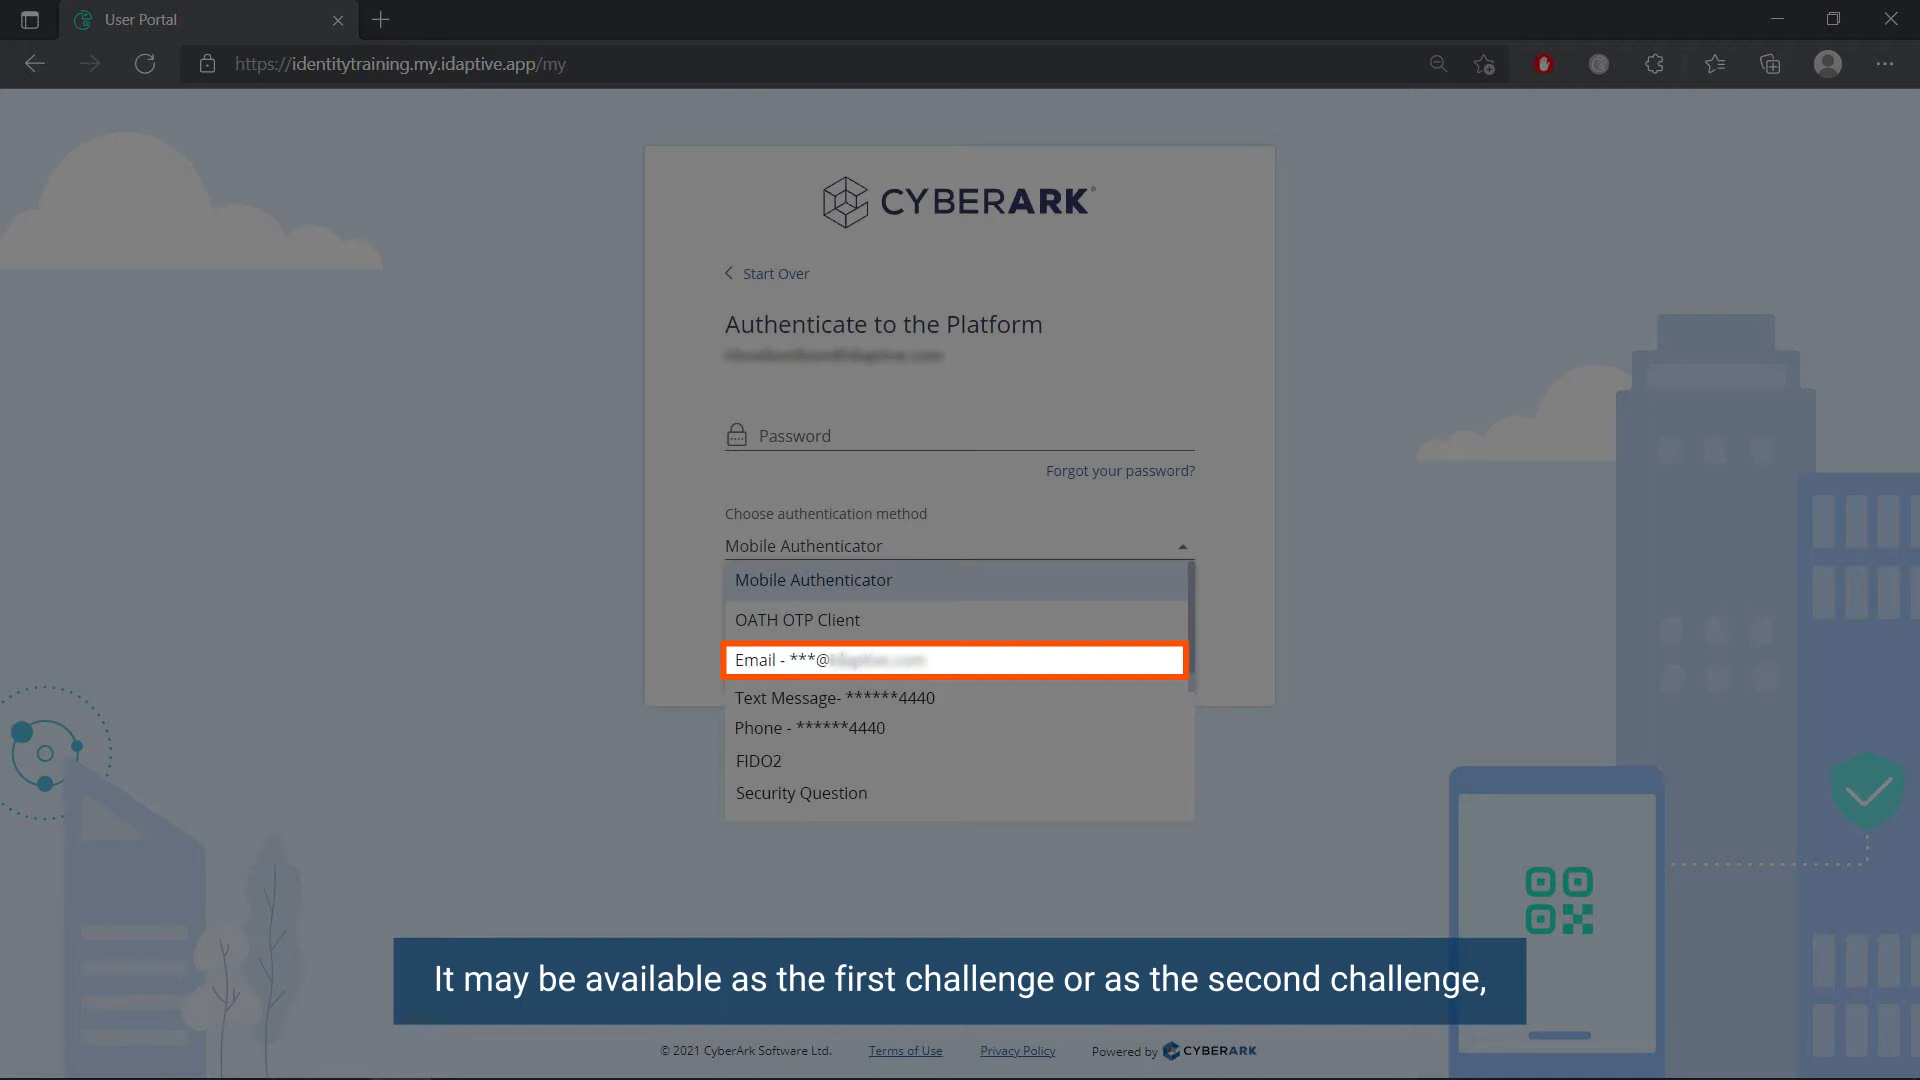 User Portal
https://identitytraining.my.idaptive.app/my
CYBERARK®
Start Over
Authenticate to the Platform
Password
Forgot your password?
Choose authentication method
Mobile Authenticator
Mobile Authenticator
OATH OTP Client
Email - ***@
Text Message- ******4440
Phone - ******4440
FIDO2
Security Question
It may be available as the first challenge or as the second challenge,
© 2021 CyberArk Software Ltd. Terms of Use Privacy Policy Powered by CYBERARK